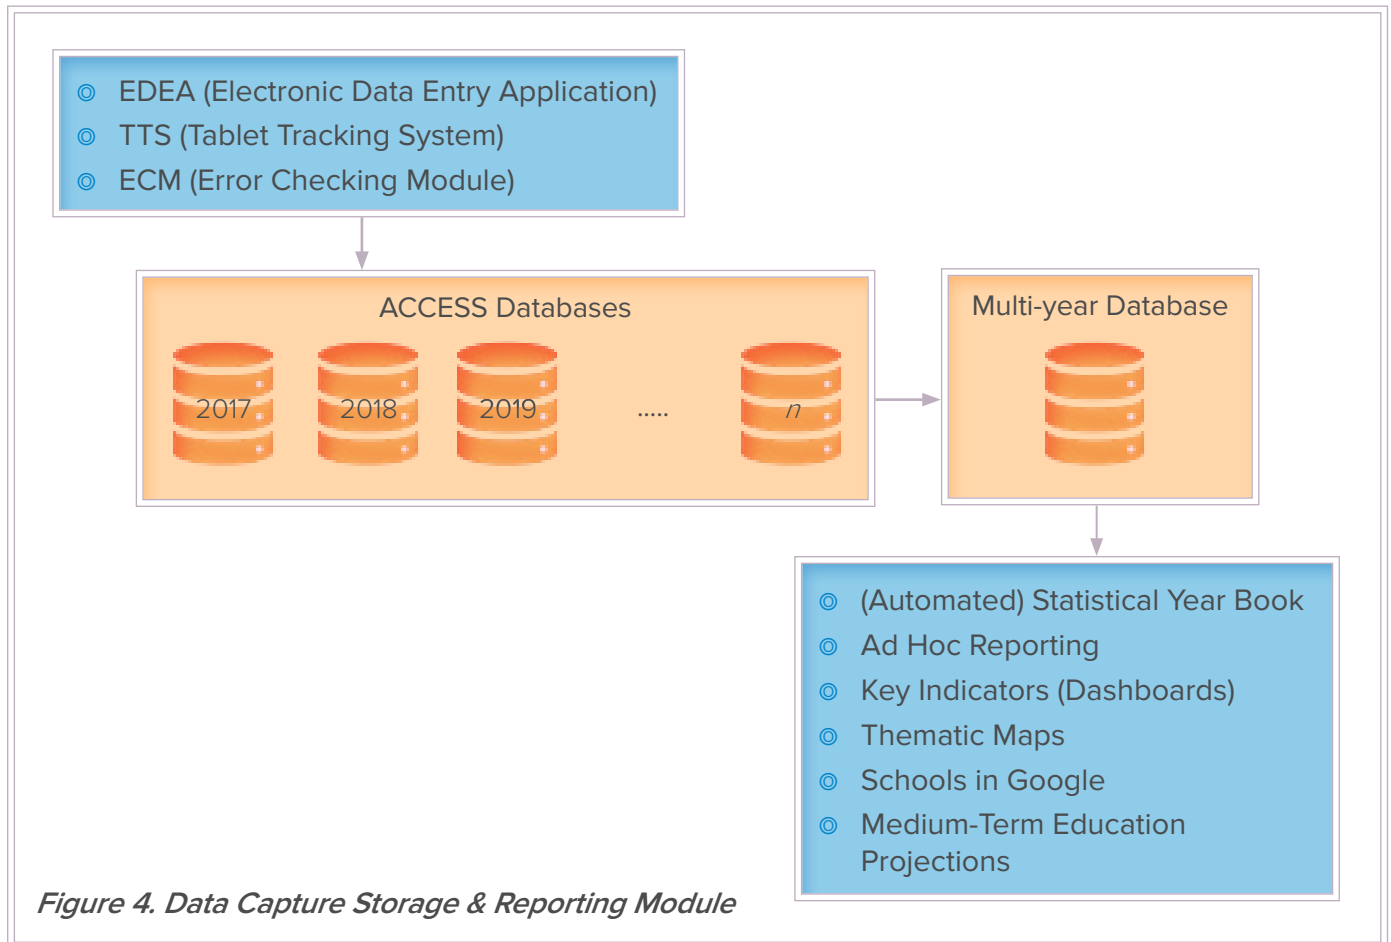 EDEA (Electronic Data Entry Application)
TTS (Tablet Tracking System)
ECM (Error Checking Module)
ACCESS Databases
2017
2018
2019
.....
n
Multi-year Database
(Automated) Statistical Year Book
Ad Hoc Reporting
Key Indicators (Dashboards)
Thematic Maps
Schools in Google
Medium-Term Education
Projections
Figure 4. Data Capture Storage & Reporting Module